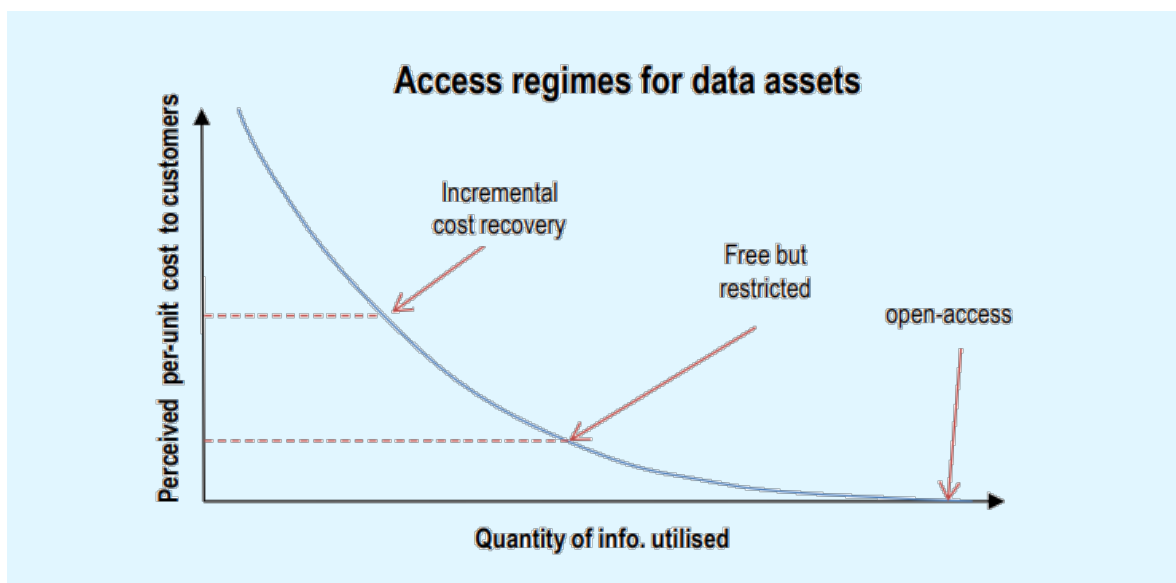 Access regimes for data assets
Perceived per-unit cost to customers
Incremental
cost recovery
Free but
restricted
open-access
Quantity of info. utilised